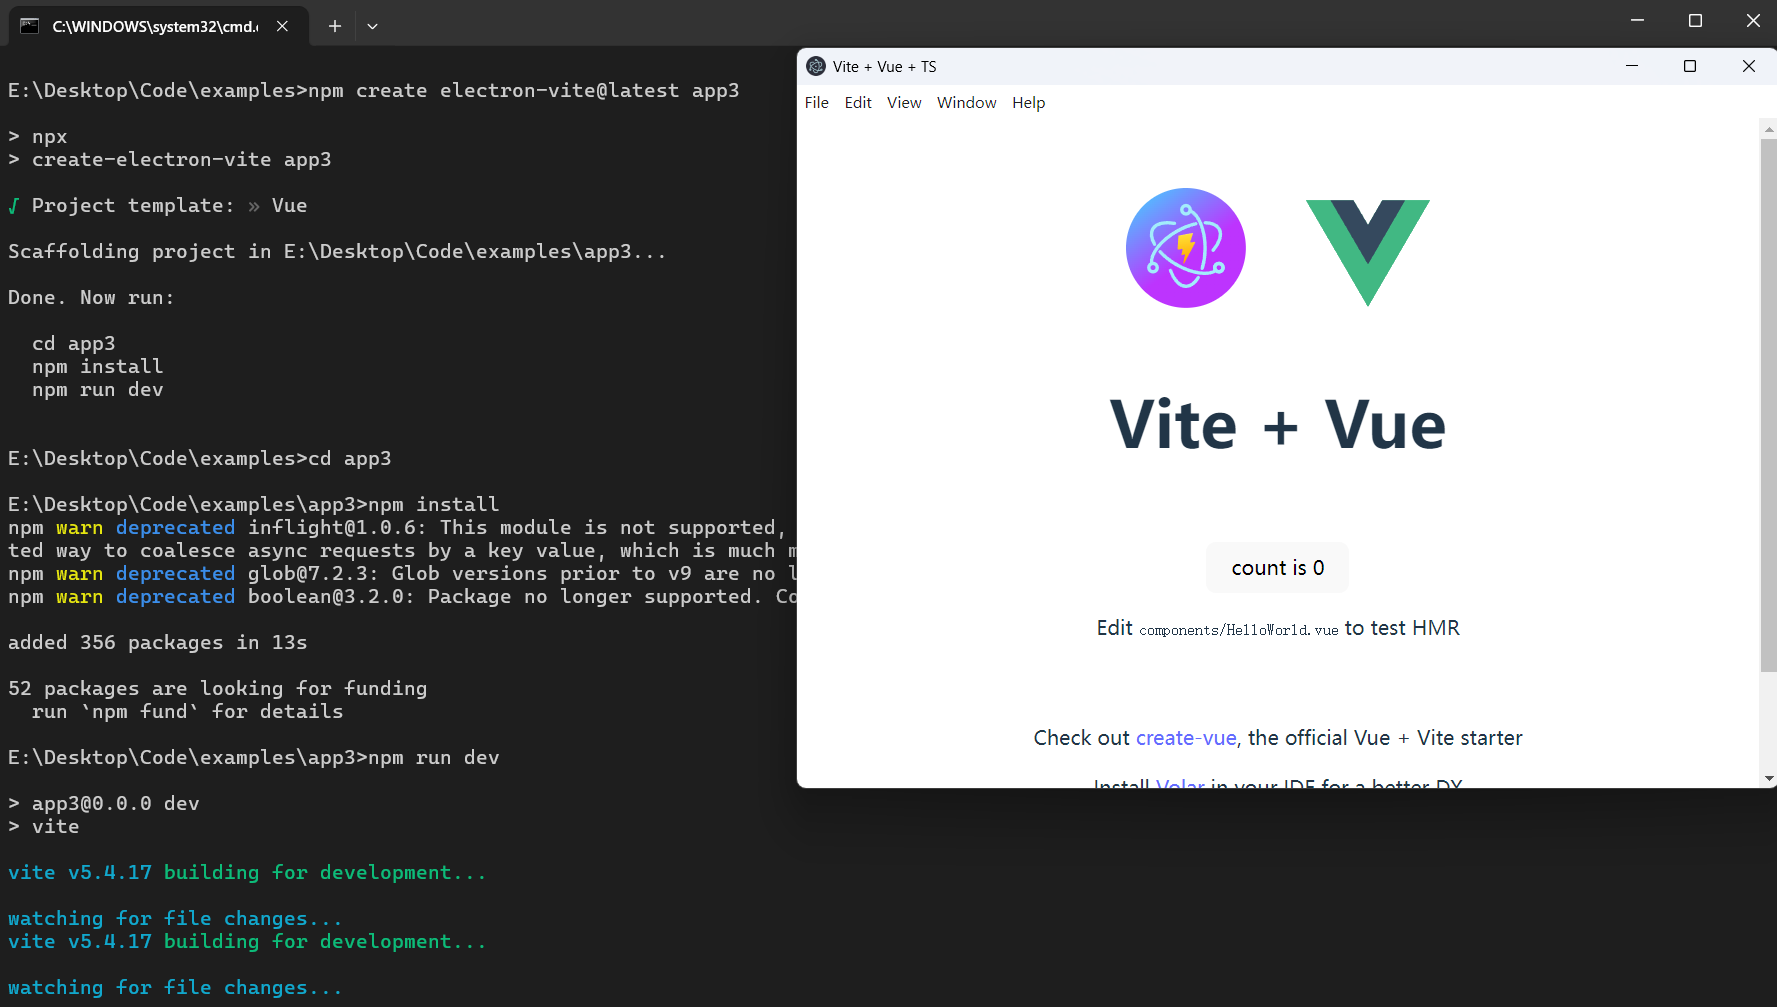 C:\WINDOWS\system32\cmd.
E:\Desktop\Code\examples>npm create electron-vite@latest app3
> npx
> create-electron-vite app3
√ Project template: » Vue
Scaffolding project in E:\Desktop\Code\examples\app3...
Done. Now run:
cd app3
npm install
npm run dev
E:\Desktop\Code\examples>cd app3
E:\Desktop\Code\examples\app3>npm install
npm warn deprecated inflight@1.0.6: This module is not supported,
ted way to coalesce async requests by a key value, which is much
npm warn deprecated glob@7.2.3: Glob versions prior to v9 are no
npm warn deprecated boolean@3.2.0: Package no longer supported. Co
added 356 packages in 13s
52 packages are looking for funding
run `npm fund` for details
E:\Desktop\Code\examples\app3>npm run dev
> app3@0.0.0 dev
> vite
vite v5.4.17 building for development...
watching for file changes...
vite v5.4.17 building for development...
watching for file changes...
Vite + Vue + TS
File Edit View Window Help
Vite + Vue
count is 0
Edit components/HelloWorld.vue to test HMR
Check out create-vue, the official Vue + Vite starter
Install Volar in your IDE for a better DX